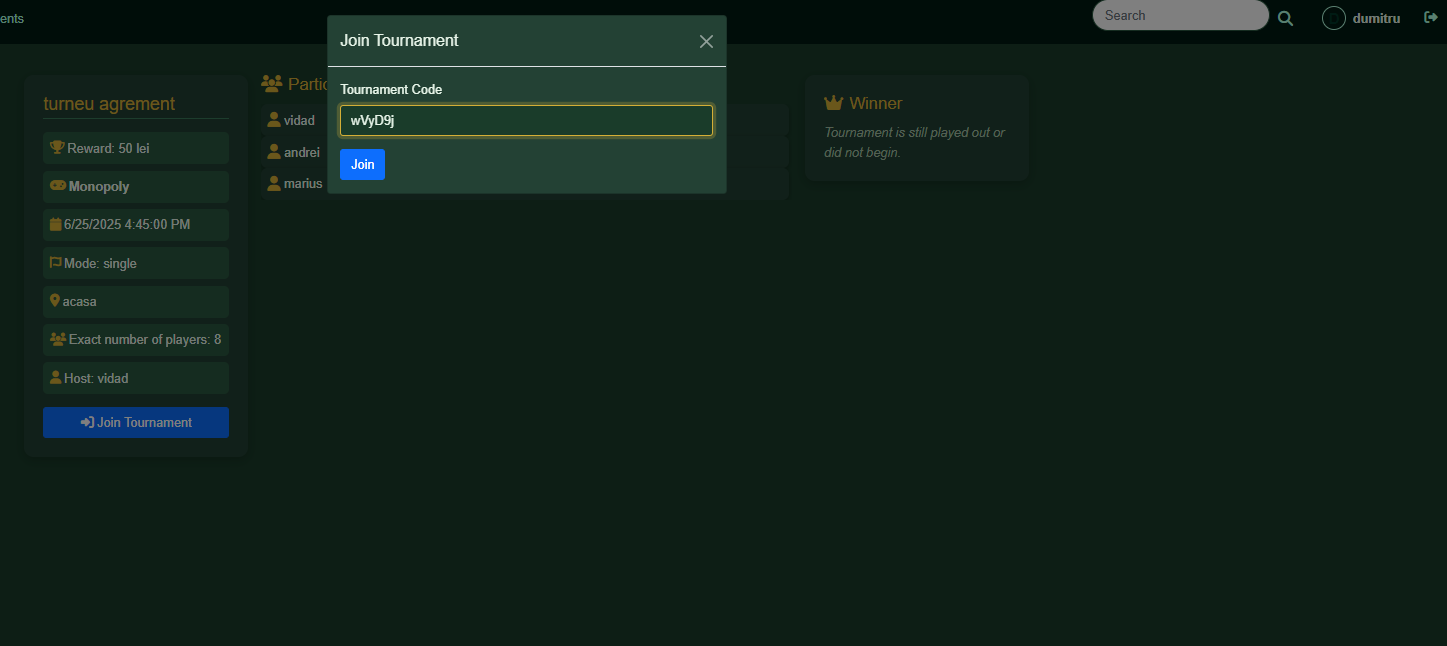 ents
Search
dumitru
Join Tournament
Tournament Code
wVyD9j
Join
turneu agrement
Reward: 50 lei
Monopoly
6/25/2025 4:45:00 PM
Mode: single
acasa
Exact number of players: 8
Host: vidad
Join Tournament
Partic
vidad
andrei
marius
Winner
Tournament is still played out or
did not begin.